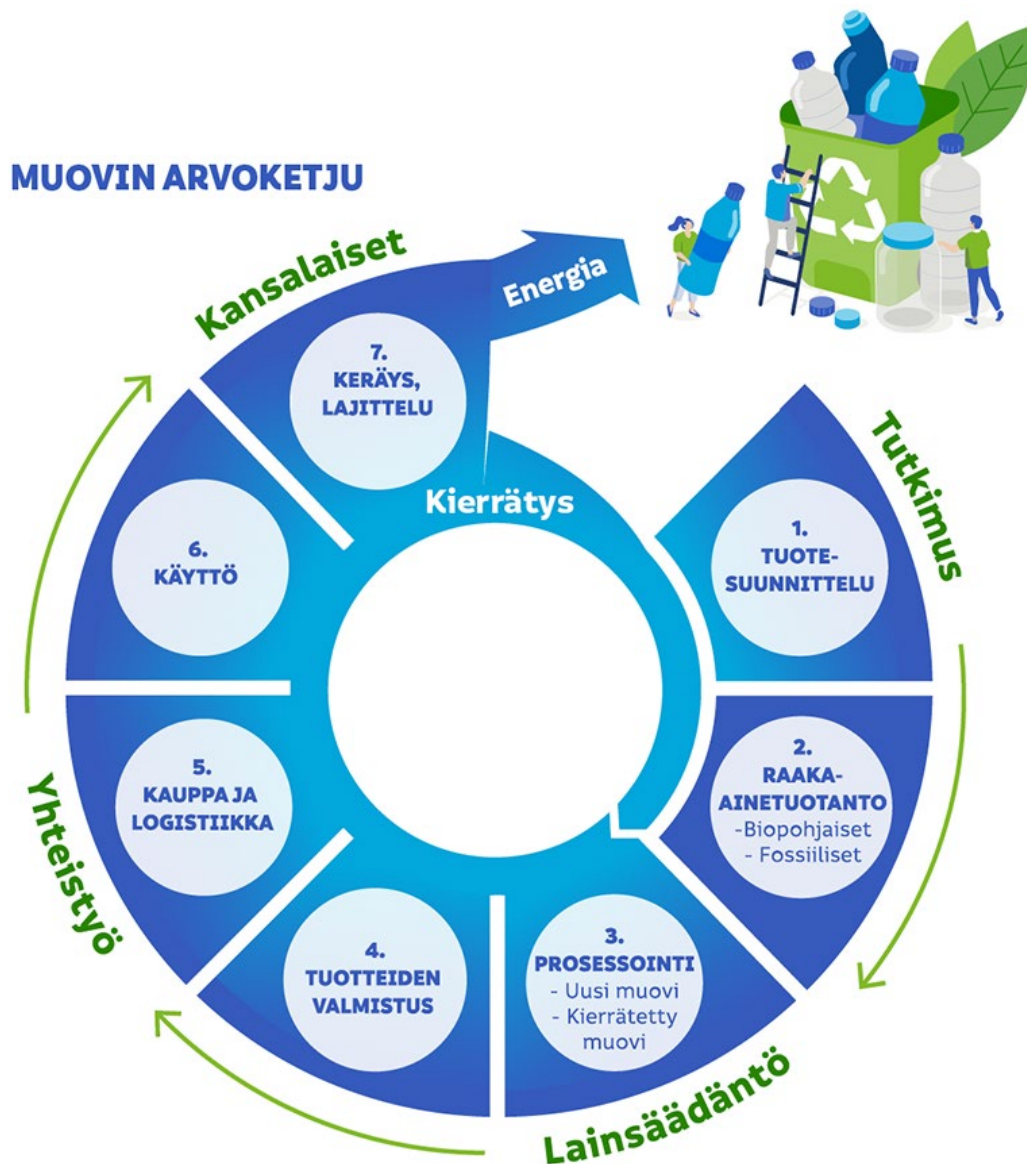 MUOVIN ARVOKETJU
Kansalaiset
Energia
7.
KERÄYS,
LAJITTELU
Kierrätys
Tutkimus
1.
TUOTE-
SUUNNITTELU
2.
RAAKA-
AINETUOTANTO
-Biopohjaiset
- Fossiiliset
3.
PROSESSOINTI
- Uusi muovi
- Kierrätetty
muovi
Lainsäädäntö
4.
TUOTTEIDEN
VALMISTUS
5.
KAUPPA JA
LOGISTIIKKA
Yhteistyö
6.
KÄYTTÖ